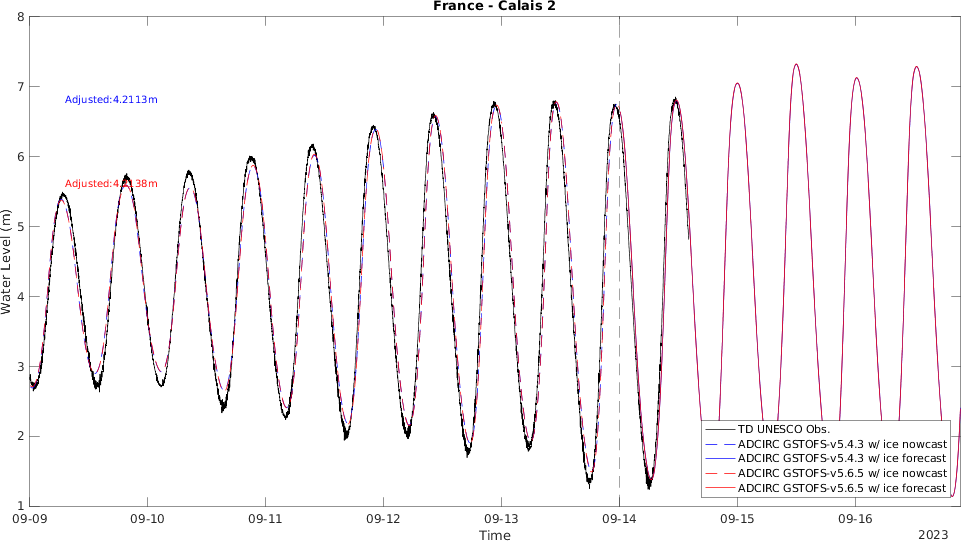 France - Calais 2
8
7
6
5
4
3
2
1
Water Level (m)
Adjusted:4.2113m
TD UNESCO Obs.
ADCIRC GSTOFS-v5.4.3 w/ ice nowcast
ADCIRC GSTOFS-v5.4.3 w/ ice forecast
ADCIRC GSTOFS-v5.6.5 w/ ice nowcast
ADCIRC GSTOFS-v5.6.5 w/ ice forecast
09-09 09-10 09-11 09-12 09-13 09-14 09-15 09-16
Time
2023